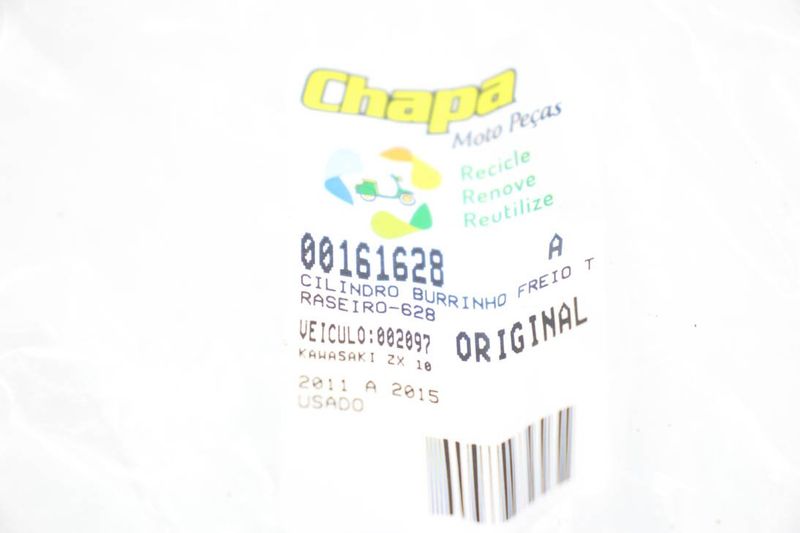 Chapa
Moto Peças
Recicle
Renove
Reutilize
00161628 A
CILINDRO BURRINHO FREIO T
RASEIRO-628
VEICULO:002097 ORIGINAL
KAWASAKI ZX 10
2011 A 2015
USADO